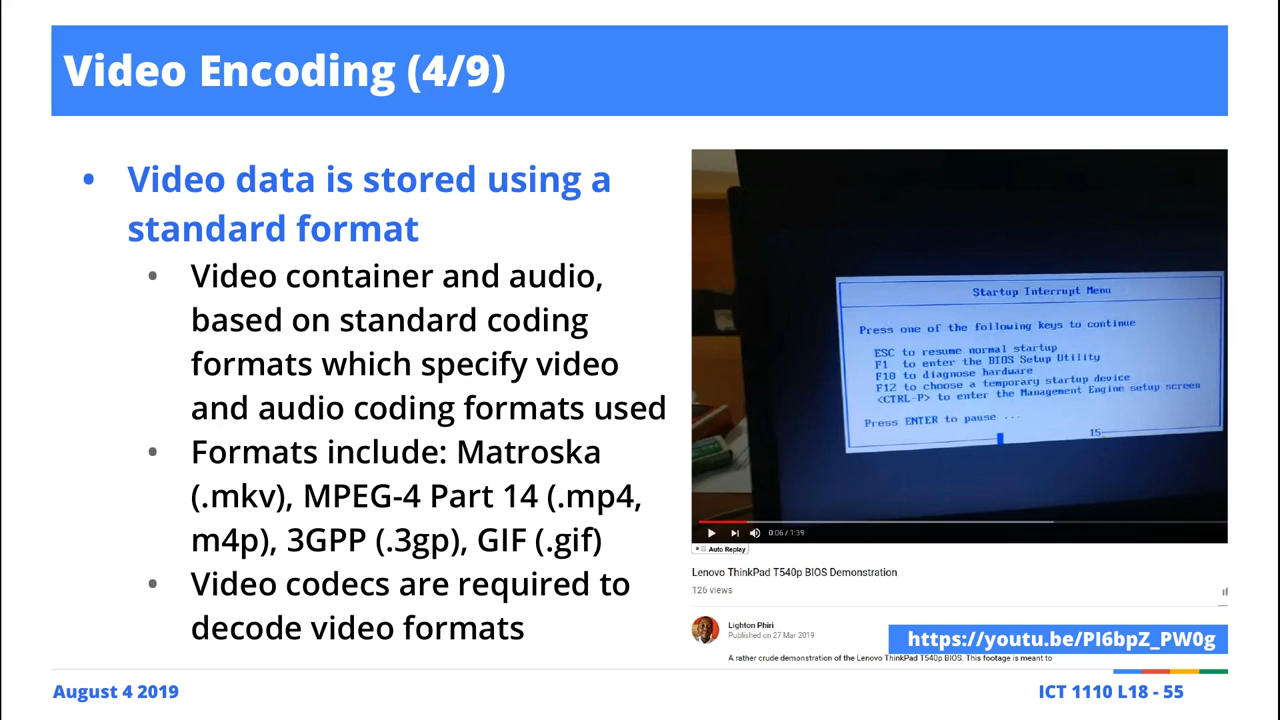 Video Encoding (4/9)
• Video data is stored using a
standard format
• Video container and audio,
based on standard coding
formats which specify video
and audio coding formats used
• Formats include: Matroska
(.mkv), MPEG-4 Part 14 (.mp4,
m4p), 3GPP (.3gp), GIF (.gif)
• Video codecs are required to
decode video formats
Startup Interrupt Menu
Press one of the following keys to continue
ESC to resume normal startup
F1 to enter the BIOS Setup Utility
F10 to diagnose hardware
F12 to choose a temporary startup device
<CTRL-P> to enter the Management Engine setup screen
Press ENTER to pause ...
15
0:06 / 1:39
Auto Replay
Lenovo ThinkPad T540p BIOS Demonstration
126 views
Lighton Phiri
Published on 27 Mar 2019
https://youtu.be/PI6bpZ_PW0g
A rather crude demonstration of the Lenovo ThinkPad T540p BIOS. This footage is meant to
August 4 2019
ICT 1110 L18 - 55